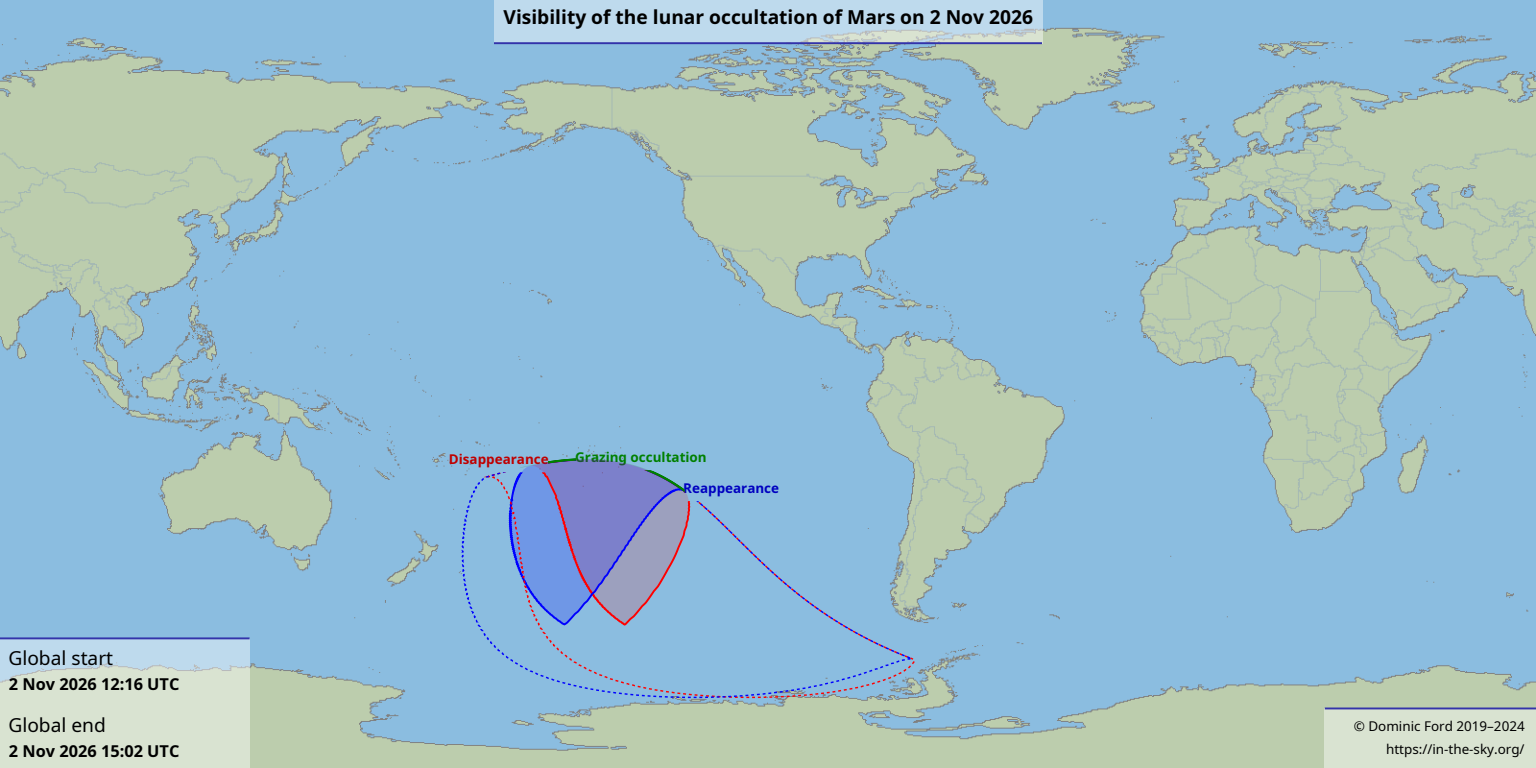 Visibility of the lunar occultation of Mars on 2 Nov 2026
Disappearance
Grazing occultation
Reappearance
Global start
2 Nov 2026 12:16 UTC
Global end
2 Nov 2026 15:02 UTC
© Dominic Ford 2019–2024
https://in-the-sky.org/